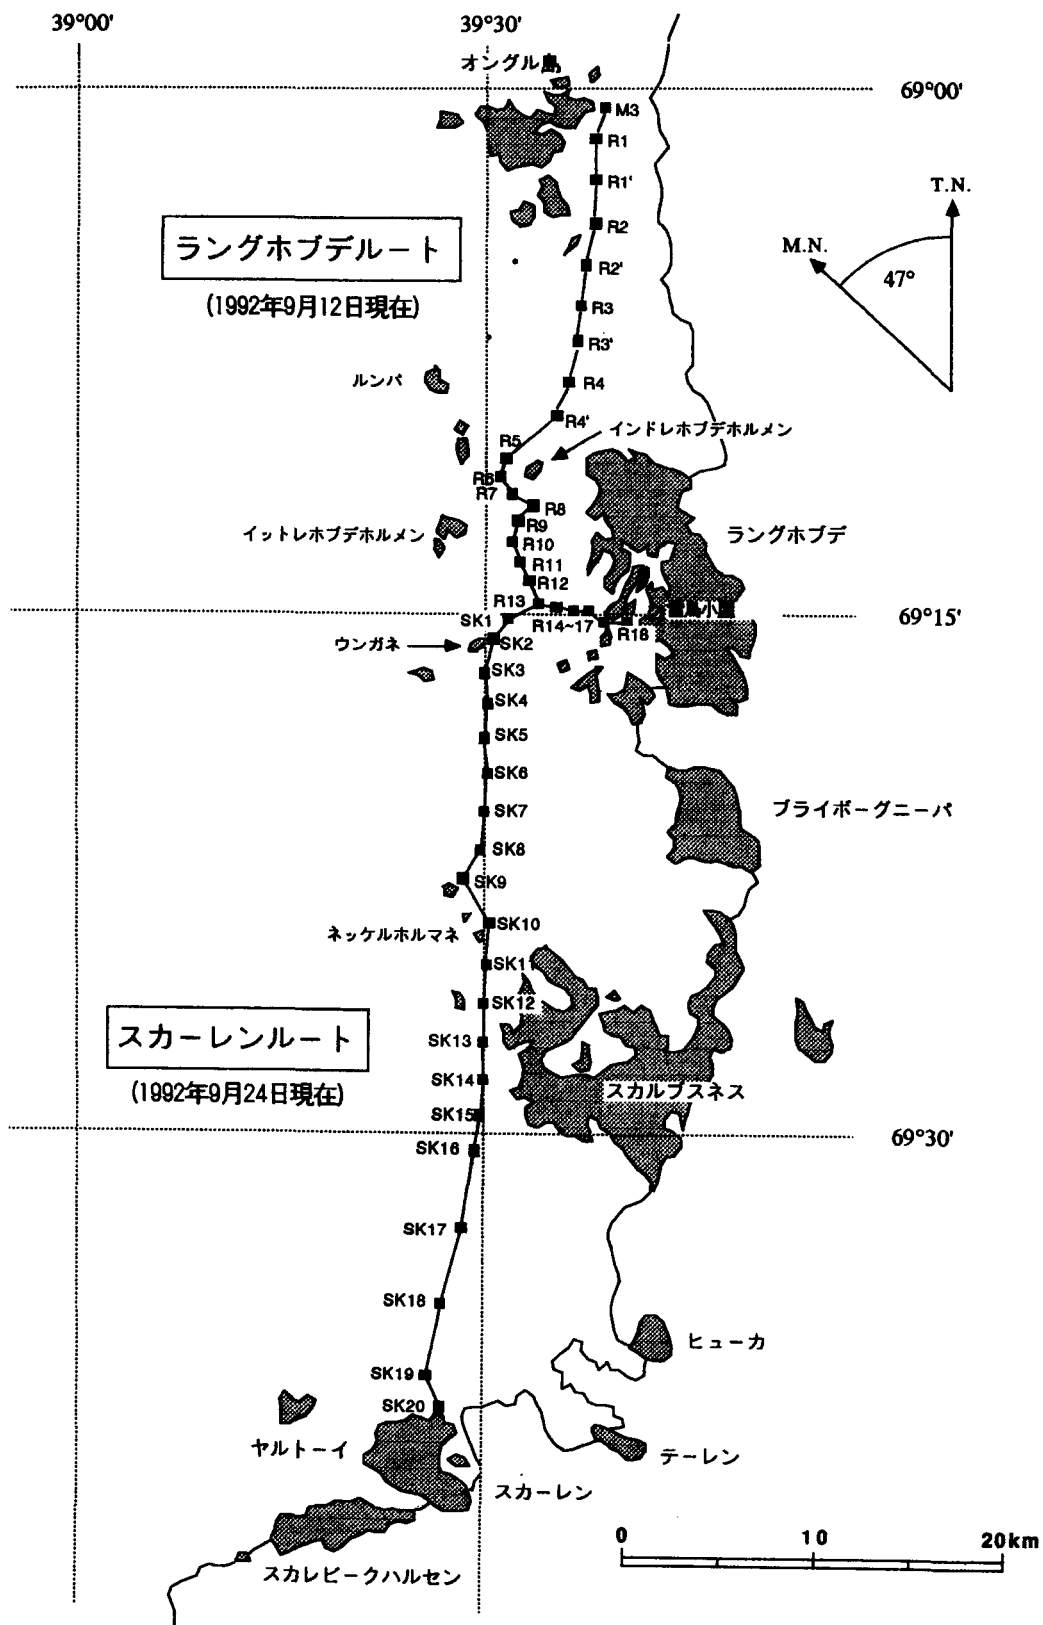 39°00'
39°30'
オングル島
69°00'
M3
R1
R1'
T.N.
R2
M.N.
ラングホブデルート
R2'
47°
(1992年9月12日現在)
R3
R3'
ルンパ
R4
R4'
インドレホブデホルメン
R5
R6
R7
R8
イットレホブデホルメン
R9
ラングホブデ
R10
R11
R12
R13
雪鳥小屋
SK1
R14~17
R18
69°15'
ウンガネ
SK2
SK3
SK4
SK5
SK6
SK7
ブライボーグニーパ
SK8
SK9
SK10
ネッケルホルマネ
SK11
SK12
スカーレンルート
SK13
SK14
(1992年9月24日現在)
スカルブスネス
SK15
69°30'
SK16
SK17
SK18
ヒューカ
SK19
SK20
ヤルトーイ
テーレン
スカーレン
0 10 20km
スカレビークハルセン